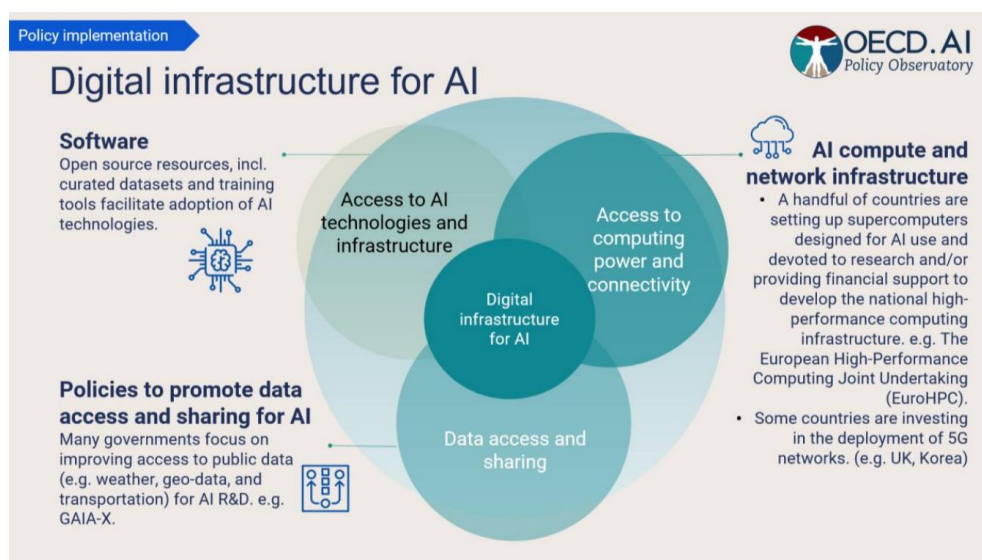 Policy implementation
OECD.AI
Policy Observatory
Digital infrastructure for AI
Software
Open source resources, incl.
curated datasets and training
tools facilitate adoption of AI
technologies.
Access to AI
technologies and
infrastructure
Access to
computing
power and
connectivity
Digital
infrastructure
for AI
Data access and
sharing
AI compute and
network infrastructure
• A handful of countries are
setting up supercomputers
designed for AI use and
devoted to research and/or
providing financial support to
develop the national high-
performance computing
infrastructure. e.g. The
European High-Performance
Computing Joint Undertaking
(EuroHPC).
• Some countries are investing
in the deployment of 5G
networks. (e.g. UK, Korea)
Policies to promote data
access and sharing for AI
Many governments focus on
improving access to public data
(e.g. weather, geo-data, and
transportation) for AI R&D. e.g.
GAIA-X.